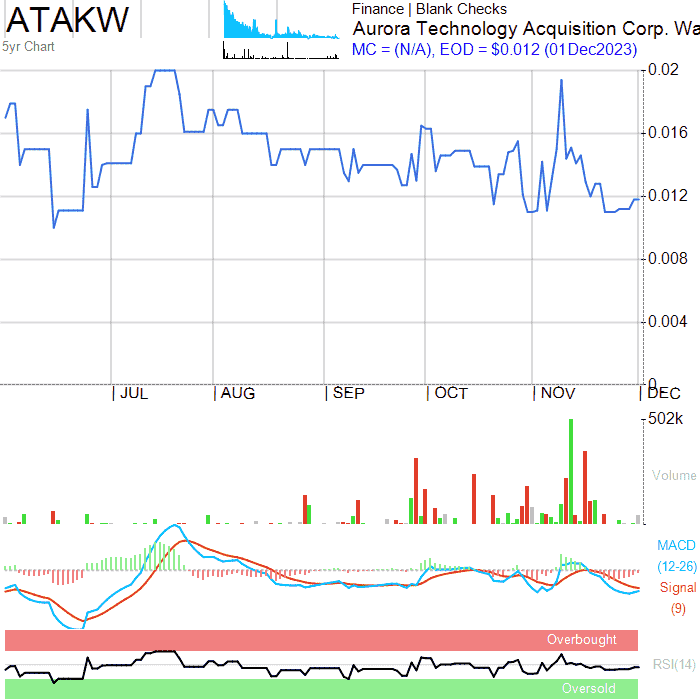 ATAKW
5yr Chart
Finance | Blank Checks
Aurora Technology Acquisition Corp. Wa
MC = (N/A), EOD = $0.012 (01Dec2023)
0.02
0.016
0.012
0.008
0.004
0
JUL
AUG
SEP
OCT
NOV
DEC
502k
Volume
MACD
(12-26)
Signal
(9)
Overbought
RSI(14)
Oversold